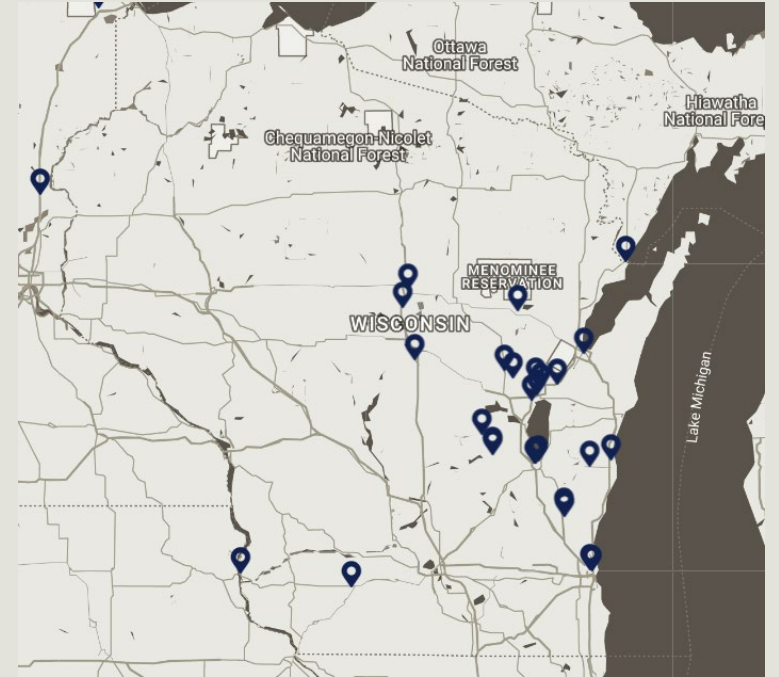 Ottawa
National Forest
Hiawatha
National Fore
Chequamegon-Nicolet
National Forest
MENOMINEE
RESERVATION
WISCONSIN
Lake Michigan